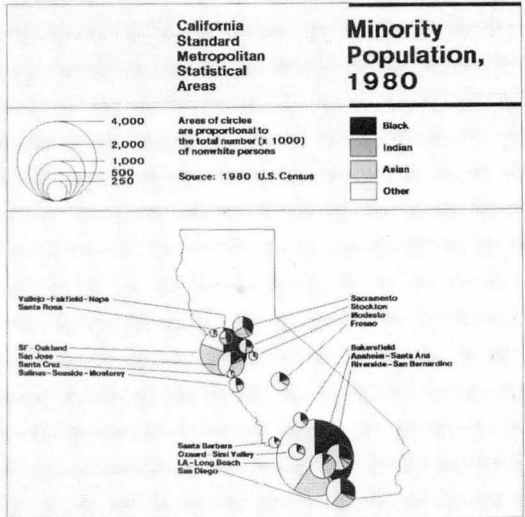 California
Standard
Metropolitan
Statistical
Areas
Minority
Population,
1980
4,000
2,000
1,000
500
250
Areas of circles
are proportional to
the total number (x 1000)
of nonwhite persons
Source: 1980 U.S. Census
Black
Indian
Asian
Other
Vallejo-Fairfield-Napa
Santa Rosa
SF-Oakland
San Jose
Santa Cruz
Salinas-Seaside-Monterey
Sacramento
Stockton
Modesto
Fresno
Bakersfield
Anaheim-Santa Ana
Riverside-San Bernardino
Santa Barbara
Oxnard-Simi Valley
LA-Long Beach
San Diego